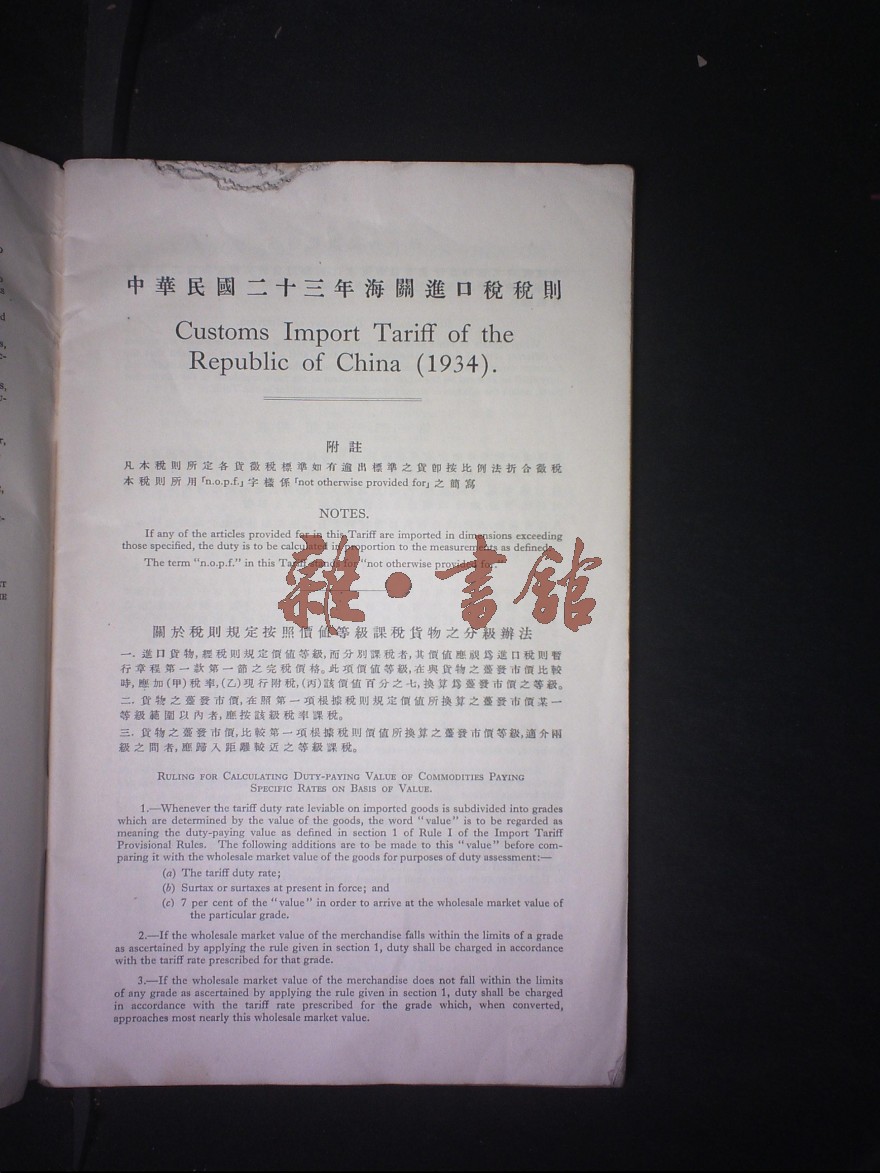 中華民國二十三年海關進口稅稅則
Customs Import Tariff of the
Republic of China (1934).
附註
凡本稅則所定各貨徵稅標準如有逾出標準之貨卽按比例法折合徵稅
本稅則所用「n.o.p.f.」字樣係「not otherwise provided for」之簡寫
NOTES.
If any of the articles provided for in this Tariff are imported in dimensions exceeding
those specified, the duty is to be calculated in proportion to the measurements as defined.
The term “n.o.p.f.” in this Tariff stands for “not otherwise provided for.”
雜·書館
關於稅則規定按照價值等級課稅貨物之分級辦法
一. 進口貨物,經稅則規定價值等級,而分別課稅者,其價值應視爲進口稅則暫
行章程第一款第一節之完稅價格。此項價值等級,在與貨物之躉發市價比較
時,應加(甲)稅率,(乙)現行附稅,(丙)該價值百分之七,換算爲躉發市價之等級。
二. 貨物之躉發市價,在照第一項根據稅則規定價值所換算之躉發市價某一
等級範圍以內者,應按該級稅率課稅。
三. 貨物之躉發市價,比較第一項根據稅則價值所換算之躉發市價等級,適介兩
級之間者,應歸入距離較近之等級課稅。
RULING FOR CALCULATING DUTY-PAYING VALUE OF COMMODITIES PAYING
SPECIFIC RATES ON BASIS OF VALUE.
1.—Whenever the tariff duty rate leviable on imported goods is subdivided into grades
which are determined by the value of the goods, the word “value” is to be regarded as
meaning the duty-paying value as defined in section 1 of Rule I of the Import Tariff
Provisional Rules. The following additions are to be made to this “value” before com-
paring it with the wholesale market value of the goods for purposes of duty assessment:—
(a) The tariff duty rate;
(b) Surtax or surtaxes at present in force; and
(c) 7 per cent of the “value” in order to arrive at the wholesale market value of
the particular grade.
2.—If the wholesale market value of the merchandise falls within the limits of a grade
as ascertained by applying the rule given in section 1, duty shall be charged in accordance
with the tariff rate prescribed for that grade.
3.—If the wholesale market value of the merchandise does not fall within the limits
of any grade as ascertained by applying the rule given in section 1, duty shall be charged
in accordance with the tariff rate prescribed for the grade which, when converted,
approaches most nearly this wholesale market value.